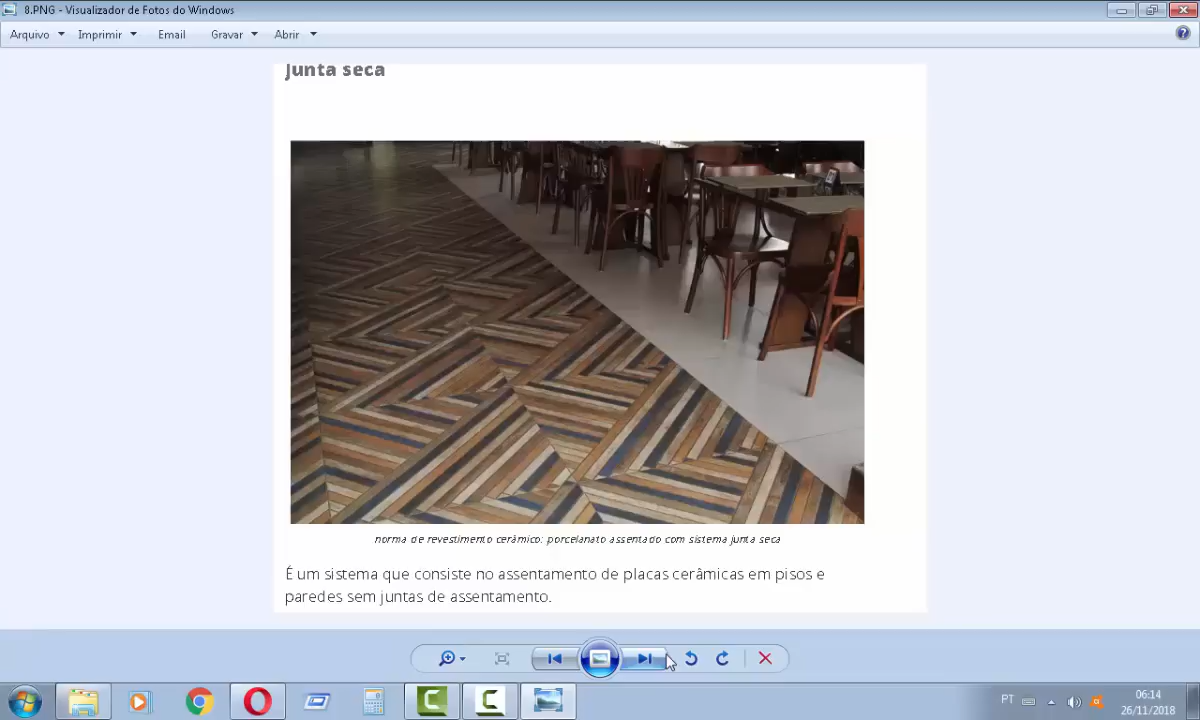 8.PNG - Visualizador de Fotos do Windows
Arquivo Imprimir Email Gravar Abrir
Junta seca
norma de revestimento cerâmico: porcelanato assentado com sistema junta seca
É um sistema que consiste no assentamento de placas cerâmicas em pisos e
paredes sem juntas de assentamento.
PT
06:14
26/11/2018